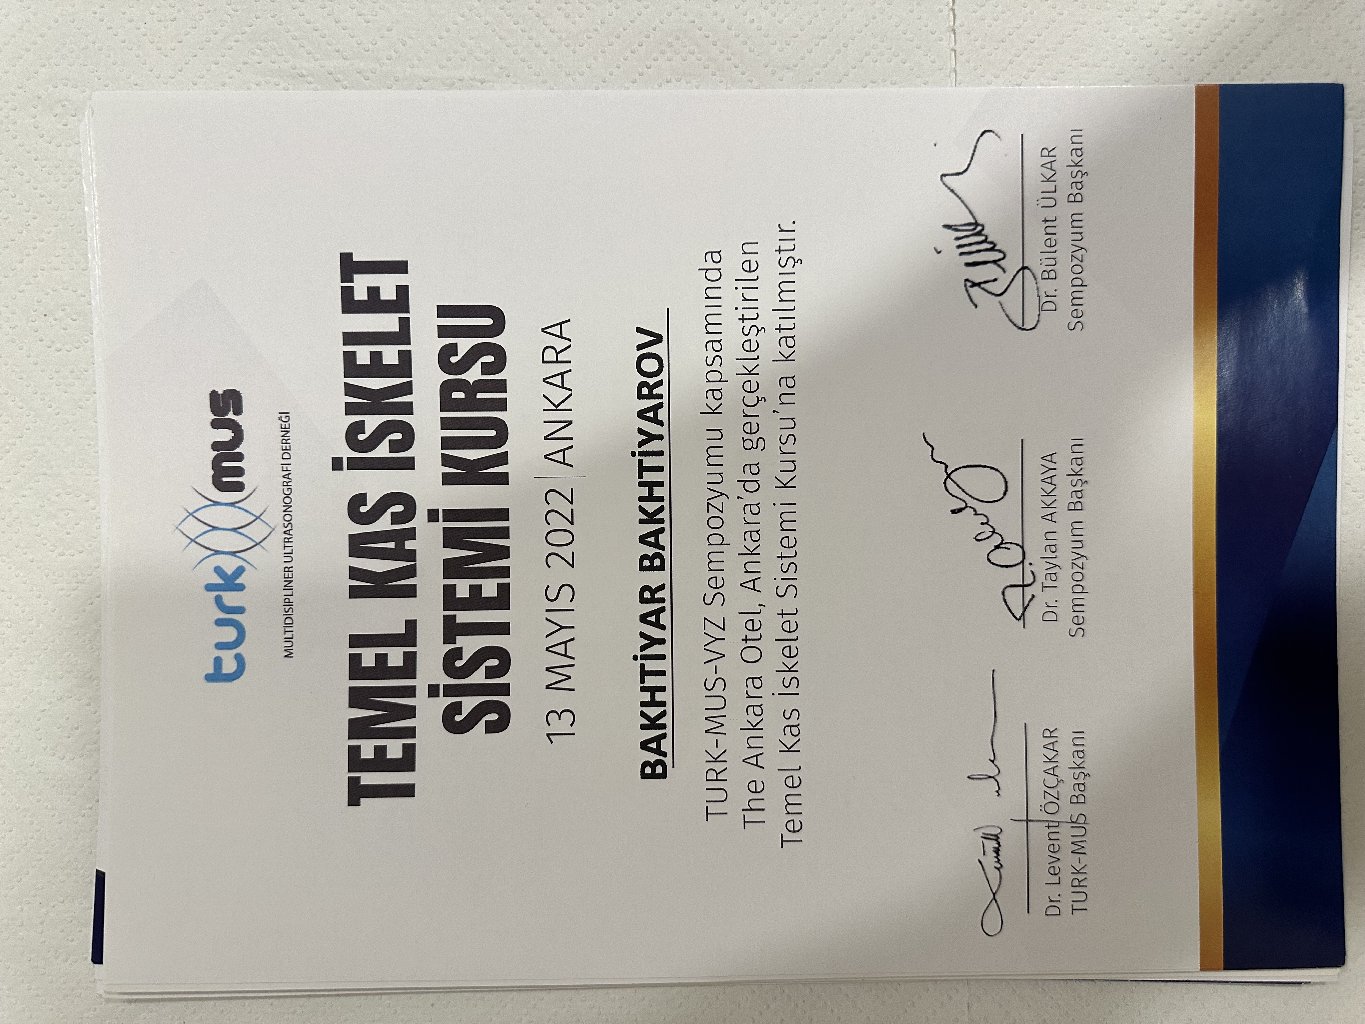 turk mus
MULTIDISIPLINER ULTRASONOGRAFİ DERNEĞİ
TEMEL KAS İSKELET
SİSTEMİ KURSU
13 MAYIS 2022 | ANKARA
BAKHTİYAR BAKHTİYAROV
TURK-MUS-VYZ Sempozyumu kapsamında
The Ankara Otel, Ankara'da gerçekleştirilen
Temel Kas İskelet Sistemi Kursu'na katılmıştır.
Dr. Levent ÖZÇAKAR
TURK-MUS Başkanı
Dr. Taylan AKKAYA
Sempozyum Başkanı
Dr. Bülent ÜLKAR
Sempozyum Başkanı